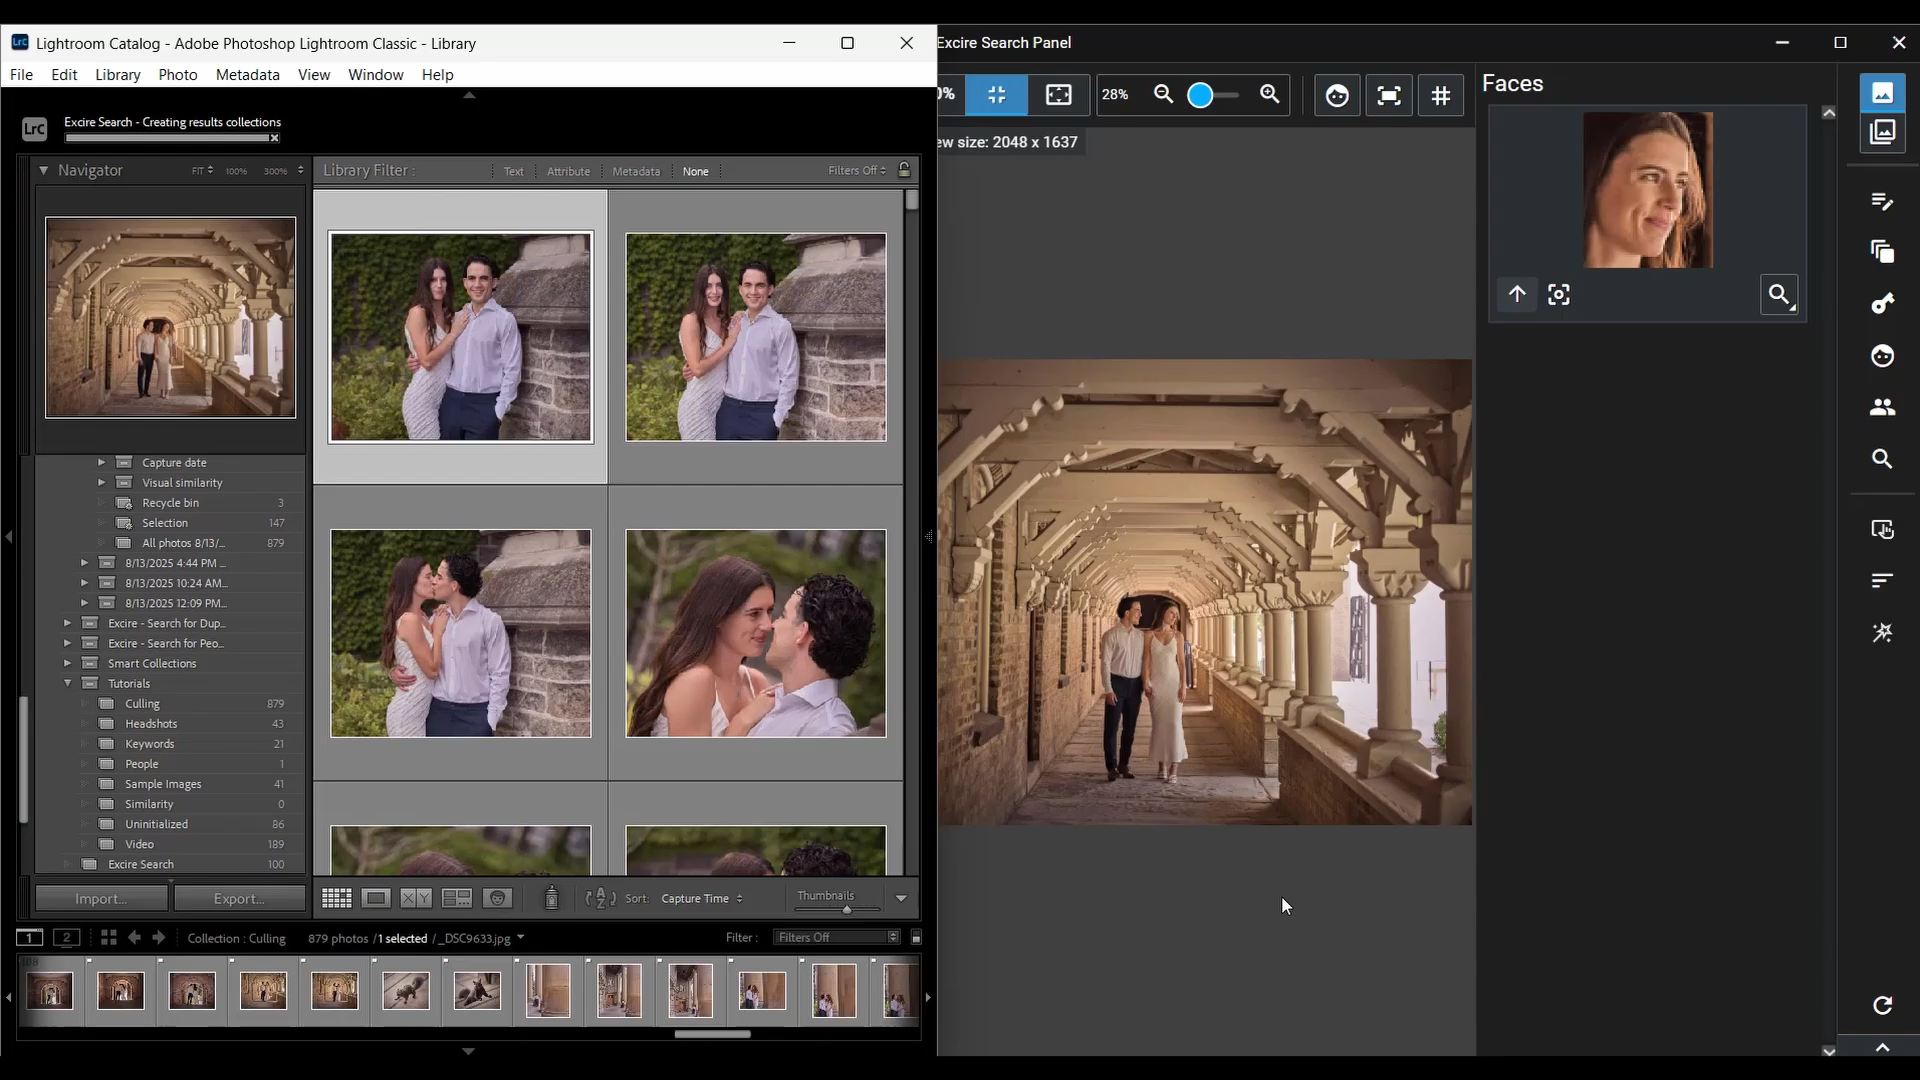 LrC Lightroom Catalog - Adobe Photoshop Lightroom Classic - Library
File Edit Library Photo Metadata View Window Help
LrC
Excire Search - Creating results collections
Navigator FIT 100% 300%
Library Filter : Text Attribute Metadata None Filters Off
Capture date
Visual similarity
Recycle bin 3
Selection 147
All photos 8/13/... 879
8/13/2025 4:44 PM ...
8/13/2025 10:24 AM...
8/13/2025 12:09 PM...
Excire - Search for Dup...
Excire - Search for Peo...
Smart Collections
Tutorials
Culling 879
Headshots 43
Keywords 21
People 1
Sample Images 41
Similarity 0
Uninitialized 86
Video 189
Excire Search 100
Import... Export...
X Y
A Z Sort: Capture Time Thumbnails
1 2 Collection : Culling 879 photos / 1 selected / _DSC9633.jpg Filter : Filters Off
Excire Search Panel
0% 28%
ew size: 2048 x 1637
Faces